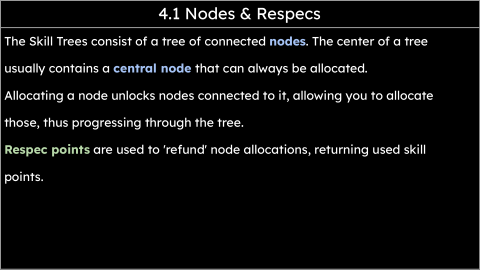 4.1 Nodes & Respecs
The Skill Trees consist of a tree of connected nodes. The center of a tree
usually contains a central node that can always be allocated.
Allocating a node unlocks nodes connected to it, allowing you to allocate
those, thus progressing through the tree.
Respec points are used to 'refund' node allocations, returning used skill
points.